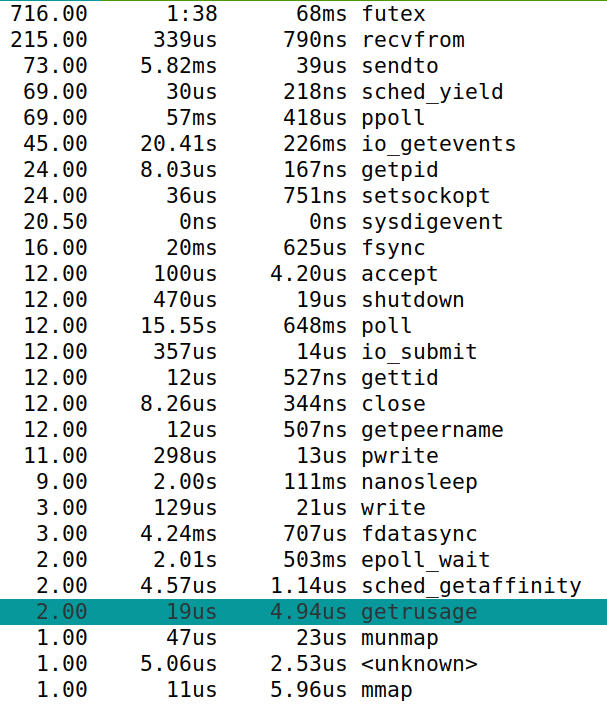 716.00 1:38 68ms futex
215.00 339us 790ns recvfrom
73.00 5.82ms 39us sendto
69.00 30us 218ns sched_yield
69.00 57ms 418us ppoll
45.00 20.41s 226ms io_getevents
24.00 8.03us 167ns getpid
24.00 36us 751ns setsockopt
20.50 0ns 0ns sysdigevent
16.00 20ms 625us fsync
12.00 100us 4.20us accept
12.00 470us 19us shutdown
12.00 15.55s 648ms poll
12.00 357us 14us io_submit
12.00 12us 527ns gettid
12.00 8.26us 344ns close
12.00 12us 507ns getpeername
11.00 298us 13us pwrite
9.00 2.00s 111ms nanosleep
3.00 129us 21us write
3.00 4.24ms 707us fdatasync
2.00 2.01s 503ms epoll_wait
2.00 4.57us 1.14us sched_getaffinity
2.00 19us 4.94us getrusage
1.00 47us 23us munmap
1.00 5.06us 2.53us <unknown>
1.00 11us 5.96us mmap